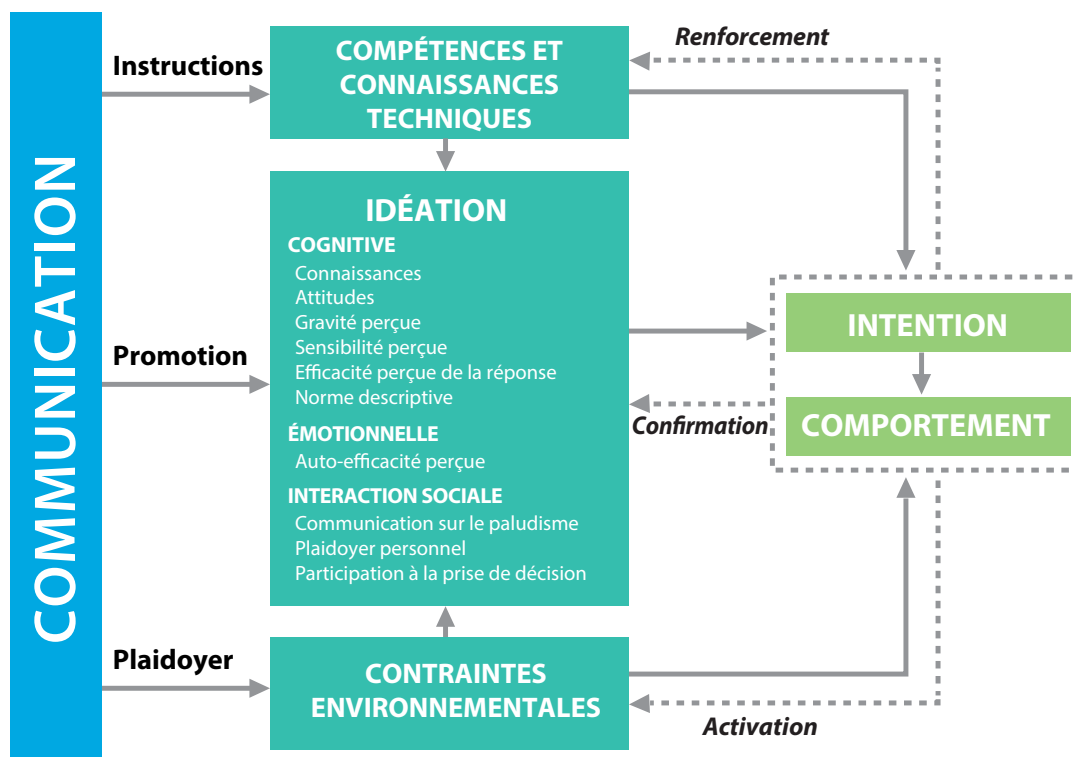 COMMUNICATION
Instructions
COMPÉTENCES ET
CONNAISSANCES
TECHNIQUES
Renforcement
Promotion
IDÉATION
COGNITIVE
Connaissances
Attitudes
Gravité perçue
Sensibilité perçue
Efficacité perçue de la réponse
Norme descriptive
ÉMOTIONNELLE
Auto-efficacité perçue
INTERACTION SOCIALE
Communication sur le paludisme
Plaidoyer personnel
Participation à la prise de décision
INTENTION
Confirmation
COMPORTEMENT
Plaidoyer
CONTRAINTES
ENVIRONNEMENTALES
Activation